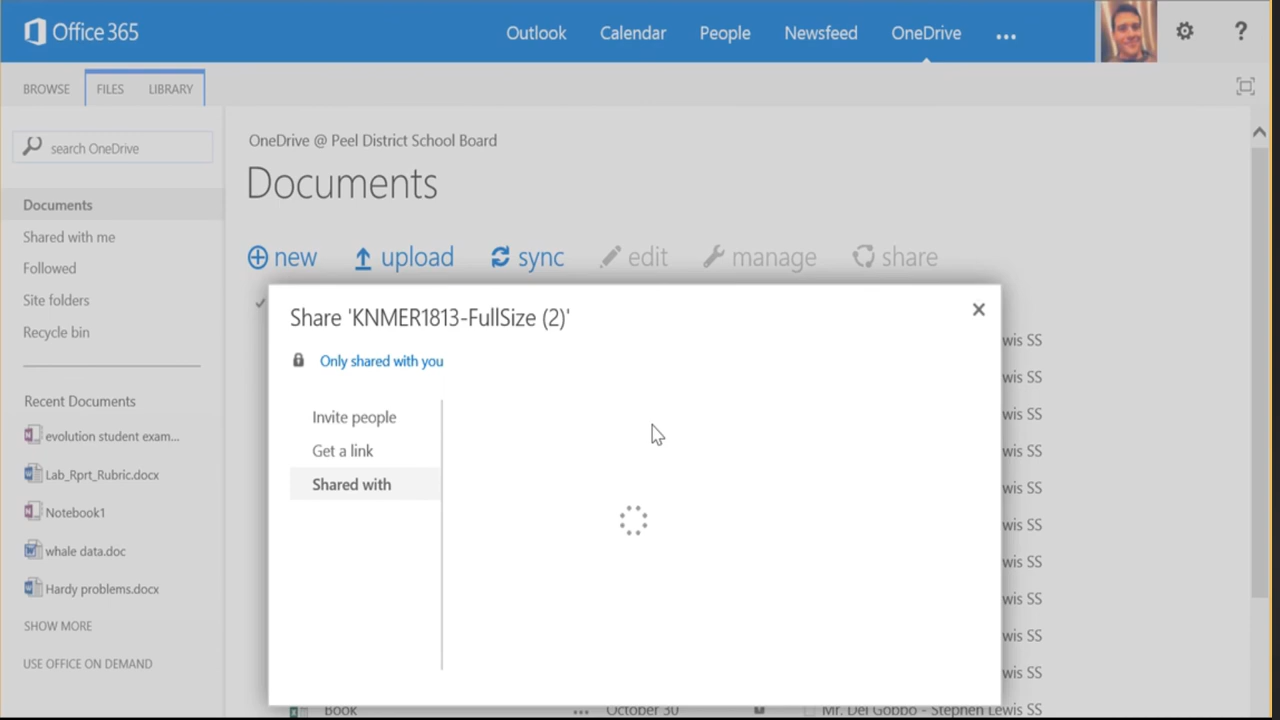 Office 365
Outlook Calendar People Newsfeed OneDrive ... ?
BROWSE FILES LIBRARY
search OneDrive
OneDrive @ Peel District School Board
Documents
Documents
Shared with me
Followed
Site folders
Recycle bin
new upload sync edit manage share
Share 'KNMER1813-FullSize (2)'
Only shared with you
Invite people
Get a link
Shared with
Recent Documents
evolution student exam...
Lab_Rprt_Rubric.docx
Notebook1
whale data.doc
Hardy problems.docx
SHOW MORE
USE OFFICE ON DEMAND
wis SS
wis SS
wis SS
wis SS
wis SS
wis SS
wis SS
wis SS
wis SS
wis SS
Book ... October 30 Mr. Del Gobbo - Stephen Lewis SS